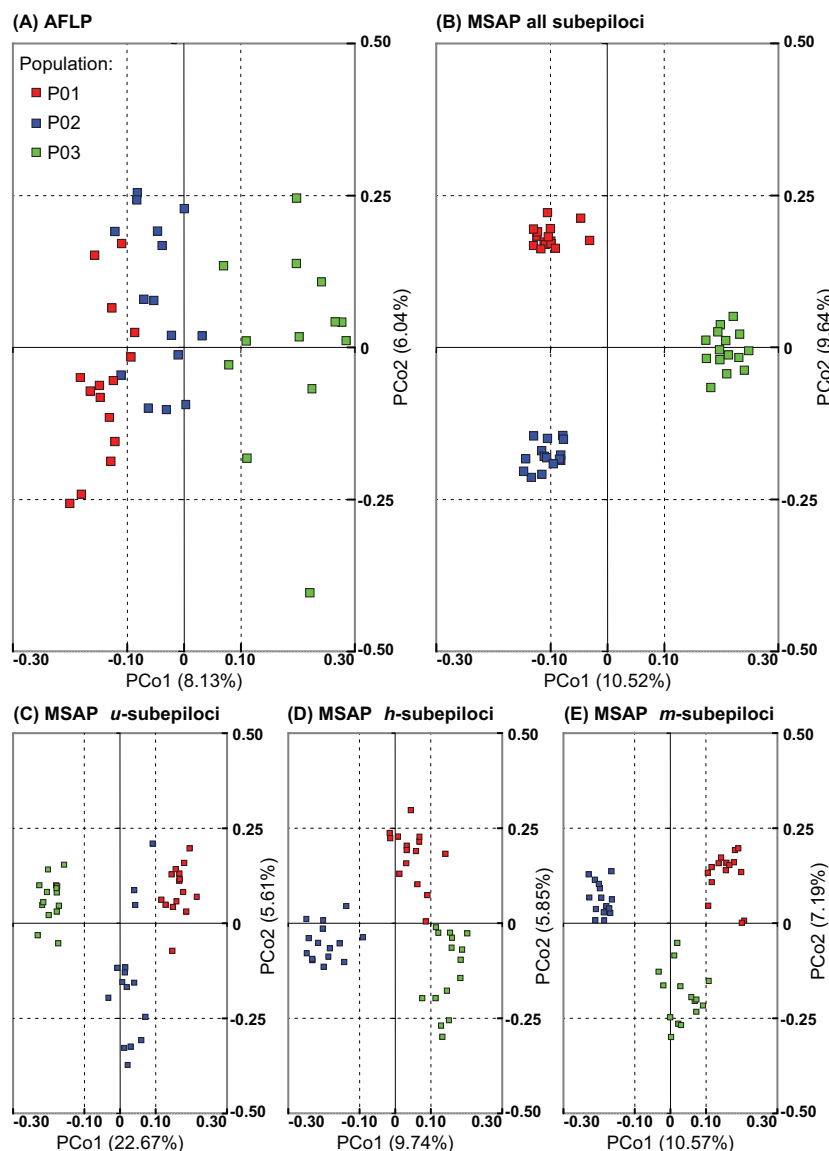 (A) AFLP
(B) MSAP all subepiloci
Population:
P01
P02
P03
0.50
0.25
0
-0.25
-0.50
PCo2 (6.04%)
-0.30
-0.10
0
0.10
0.30
PCo1 (8.13%)
0.50
0.25
0
-0.25
-0.50
PCo2 (9.64%)
-0.30
-0.10
0
0.10
0.30
PCo1 (10.52%)
(C) MSAP u-subepiloci
(D) MSAP h-subepiloci
(E) MSAP m-subepiloci
0.50
0.25
0
-0.25
-0.50
PCo2 (5.61%)
-0.30
-0.10
0
0.10
0.30
PCo1 (22.67%)
0.50
0.25
0
-0.25
-0.50
PCo2 (5.85%)
-0.30
-0.10
0
0.10
0.30
PCo1 (9.74%)
0.50
0.25
0
-0.25
-0.50
PCo2 (7.19%)
-0.30
-0.10
0
0.10
0.30
PCo1 (10.57%)